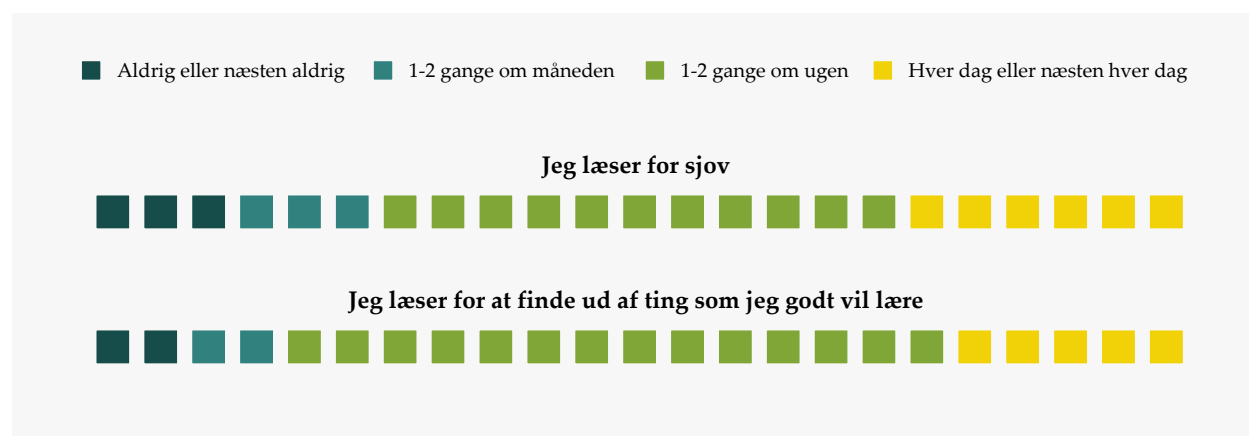 Aldrig eller næsten aldrig 1-2 gange om måneden 1-2 gange om ugen Hver dag eller næsten hver dag
Jeg læser for sjov
Jeg læser for at finde ud af ting som jeg godt vil lære